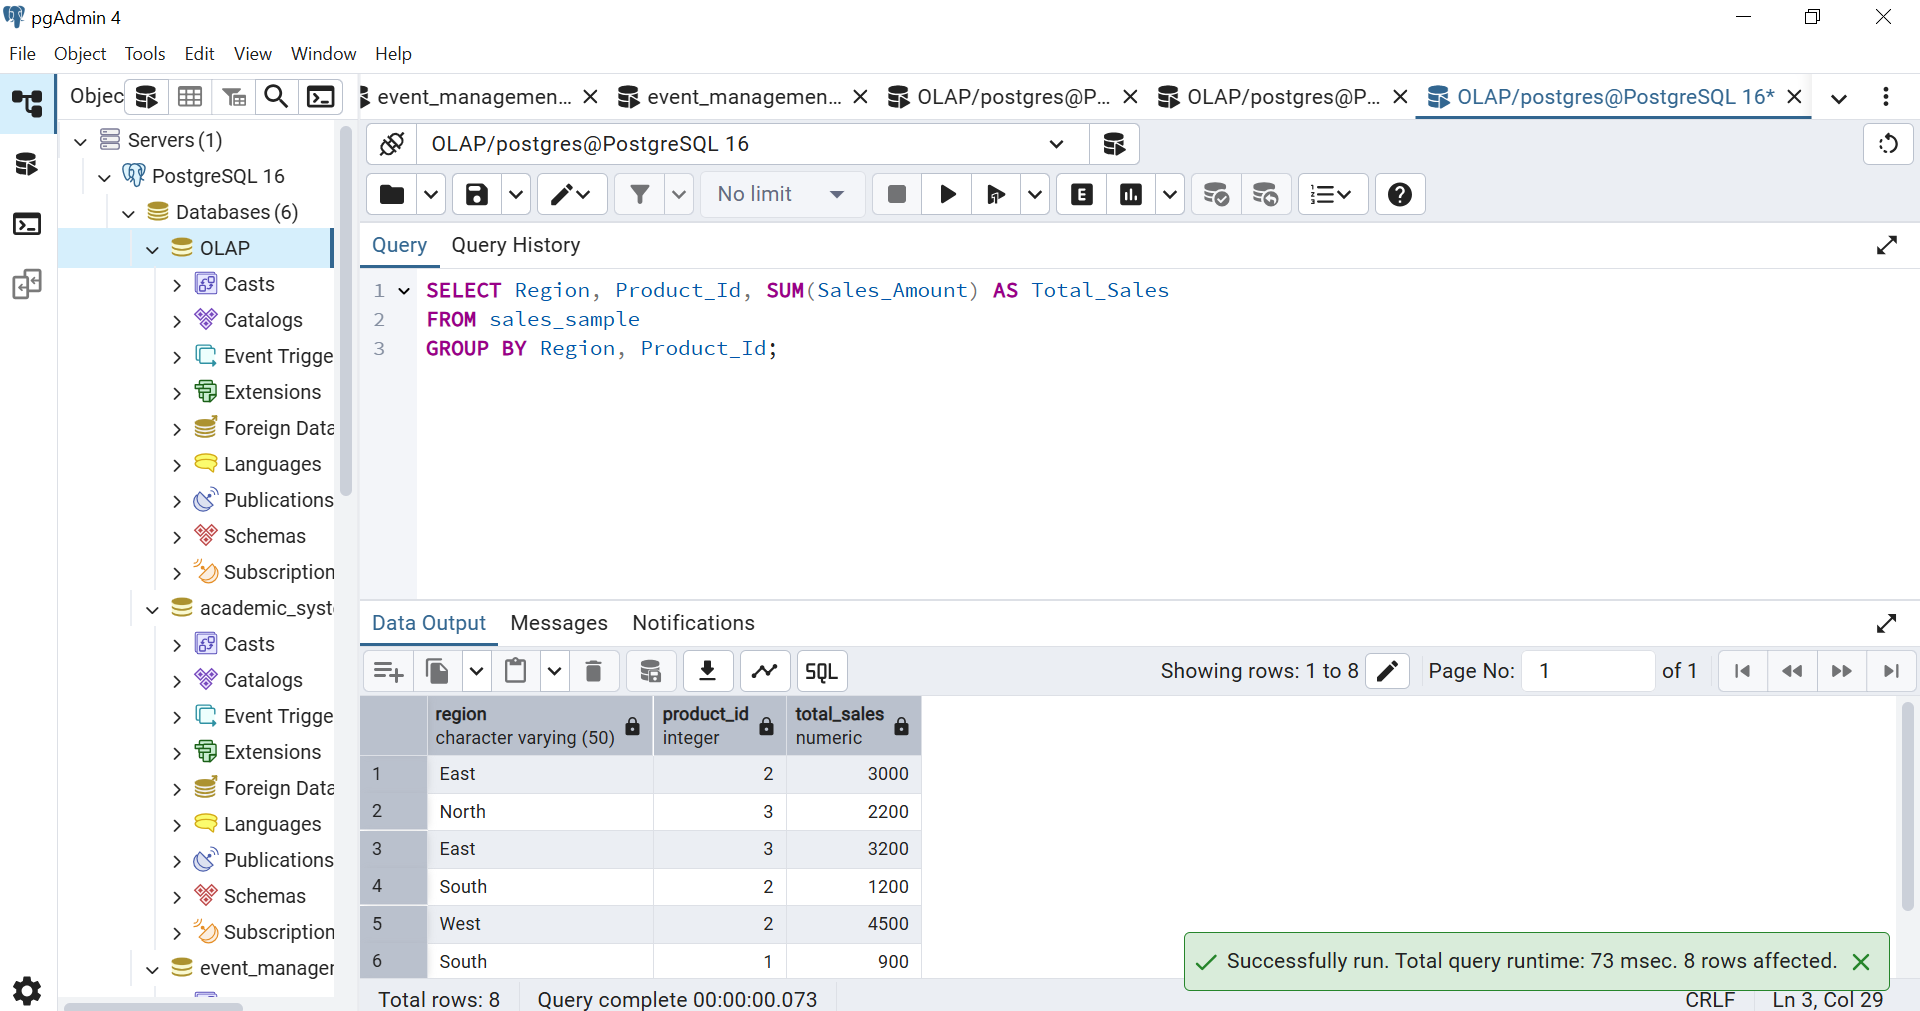 pgAdmin 4
File Object Tools Edit View Window Help
Objec
event_managemen...
event_managemen...
OLAP/postgres@P...
OLAP/postgres@P...
OLAP/postgres@PostgreSQL 16*
Servers (1)
PostgreSQL 16
Databases (6)
OLAP
Casts
Catalogs
Event Trigge
Extensions
Foreign Data
Languages
Publications
Schemas
Subscription
academic_syst
Casts
Catalogs
Event Trigge
Extensions
Foreign Data
Languages
Publications
Schemas
Subscription
event_manager
OLAP/postgres@PostgreSQL 16
No limit
E
Query Query History
1 SELECT Region, Product_Id, SUM(Sales_Amount) AS Total_Sales
2 FROM sales_sample
3 GROUP BY Region, Product_Id;
Data Output Messages Notifications
SQL
Showing rows: 1 to 8
Page No: 1 of 1
region character varying (50) product_id integer total_sales numeric
1 East 2 3000
2 North 3 2200
3 East 3 3200
4 South 2 1200
5 West 2 4500
6 South 1 900
Successfully run. Total query runtime: 73 msec. 8 rows affected.
Total rows: 8 Query complete 00:00:00.073 CRLF Ln 3, Col 29